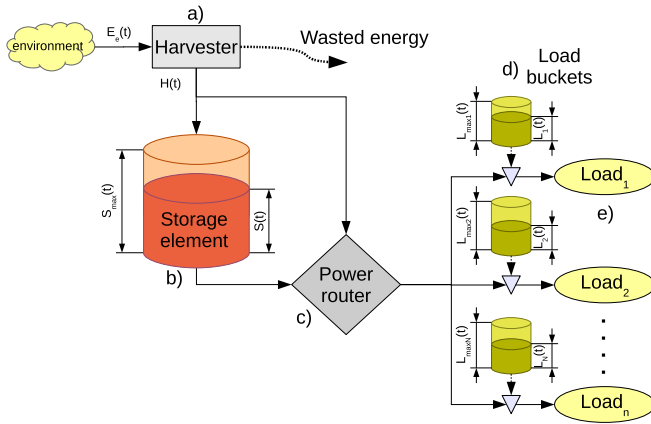 a)
environment
E_e(t)
Harvester
Wasted energy
H(t)
d)
Load
buckets
L_max1(t)
L_1(t)
Load_1
e)
S_max(t)
S(t)
Storage
element
b)
L_max2(t)
L_2(t)
Load_2
Power
router
c)
L_maxN(t)
L_N(t)
Load_n